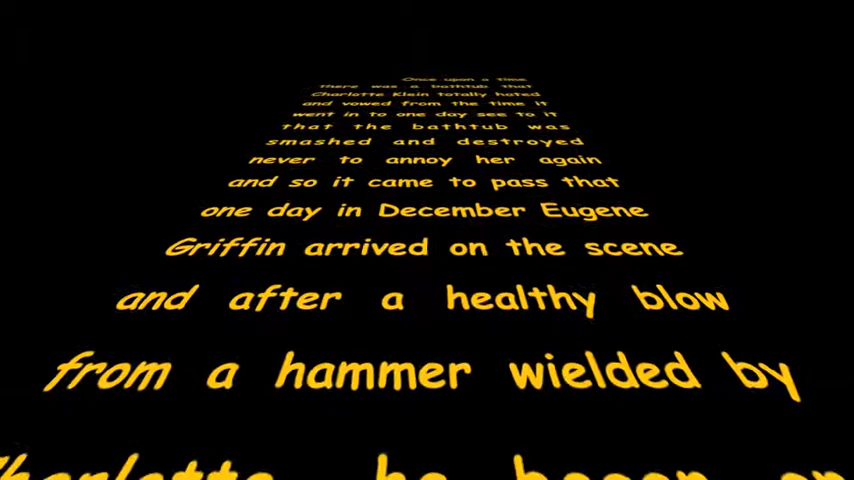 Once upon a time
there was a bathtub that
Charlotte Klein totally hated
and vowed from the time it
went in to one day see to it
that the bathtub was
smashed and destroyed
never to annoy her again
and so it came to pass that
one day in December Eugene
Griffin arrived on the scene
and after a healthy blow
from a hammer wielded by
Charlotte, he began